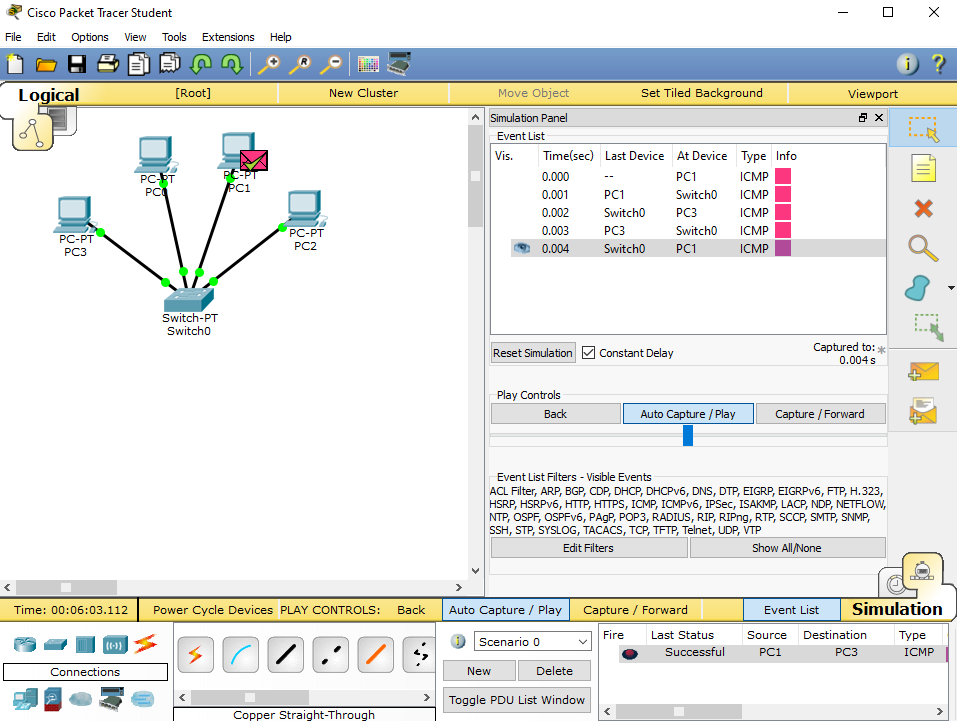 Cisco Packet Tracer Student
File Edit Options View Tools Extensions Help
Logical [Root] New Cluster Move Object Set Tiled Background Viewport
PC-PT
PC0
PC-PT
PC1
PC-PT
PC3
PC-PT
PC2
Switch-PT
Switch0
Simulation Panel
Event List
Vis. Time(sec) Last Device At Device Type Info
0.000 -- PC1 ICMP
0.001 PC1 Switch0 ICMP
0.002 Switch0 PC3 ICMP
0.003 PC3 Switch0 ICMP
0.004 Switch0 PC1 ICMP
Reset Simulation Constant Delay Captured to:
0.004 s
Play Controls
Back Auto Capture / Play Capture / Forward
Event List Filters - Visible Events
ACL Filter, ARP, BGP, CDP, DHCP, DHCPv6, DNS, DTP, EIGRP, EIGRPv6, FTP, H.323,
HSRP, HSRPv6, HTTP, HTTPS, ICMP, ICMPv6, IPSec, ISAKMP, LACP, NDP, NETFLOW,
NTP, OSPF, OSPFv6, PAgP, POP3, RADIUS, RIP, RIPng, RTP, SCCP, SMTP, SNMP,
SSH, STP, SYSLOG, TACACS, TCP, TFTP, Telnet, UDP, VTP
Edit Filters Show All/None
Time: 00:06:03.112 Power Cycle Devices PLAY CONTROLS: Back Auto Capture / Play Capture / Forward Event List Simulation
Connections
Copper Straight-Through
Scenario 0
New Delete
Toggle PDU List Window
Fire Last Status Source Destination Type
Successful PC1 PC3 ICMP